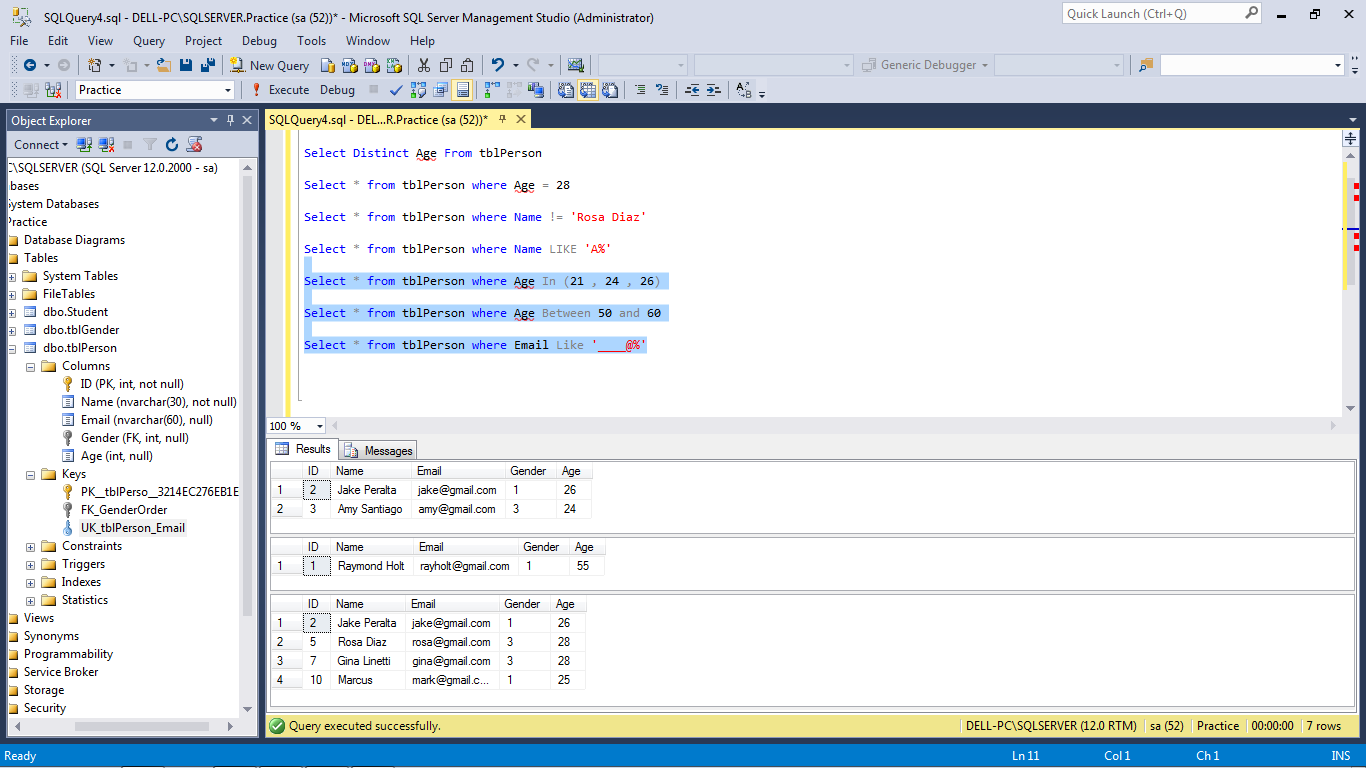 SQLQuery4.sql - DELL-PC\SQLSERVER.Practice (sa (52))* - Microsoft SQL Server Management Studio (Administrator)
Quick Launch (Ctrl+Q)
File Edit View Query Project Debug Tools Window Help
New Query
Generic Debugger
Practice
Execute Debug
Object Explorer
Connect
C:\SQLSERVER (SQL Server 12.0.2000 - sa)
bases
ystem Databases
ractice
Database Diagrams
Tables
System Tables
FileTables
dbo.Student
dbo.tblGender
dbo.tblPerson
Columns
ID (PK, int, not null)
Name (nvarchar(30), not null)
Email (nvarchar(60), null)
Gender (FK, int, null)
Age (int, null)
Keys
PK__tblPerso__3214EC276EB1E
FK_GenderOrder
UK_tblPerson_Email
Constraints
Triggers
Indexes
Statistics
Views
Synonyms
Programmability
Service Broker
Storage
Security
SQLQuery4.sql - DEL...R.Practice (sa (52))*
Select Distinct Age From tblPerson
Select * from tblPerson where Age = 28
Select * from tblPerson where Name != 'Rosa Diaz'
Select * from tblPerson where Name LIKE 'A%'
Select * from tblPerson where Age In (21 , 24 , 26)
Select * from tblPerson where Age Between 50 and 60
Select * from tblPerson where Email Like '____@%'
100 %
Results Messages
ID Name Email Gender Age
1 2 Jake Peralta jake@gmail.com 1 26
2 3 Amy Santiago amy@gmail.com 3 24
ID Name Email Gender Age
1 1 Raymond Holt rayholt@gmail.com 1 55
ID Name Email Gender Age
1 2 Jake Peralta jake@gmail.com 1 26
2 5 Rosa Diaz rosa@gmail.com 3 28
3 7 Gina Linetti gina@gmail.com 3 28
4 10 Marcus mark@gmail.c... 1 25
Query executed successfully. DELL-PC\SQLSERVER (12.0 RTM) sa (52) Practice 00:00:00 7 rows
Ready Ln 11 Col 1 Ch 1 INS